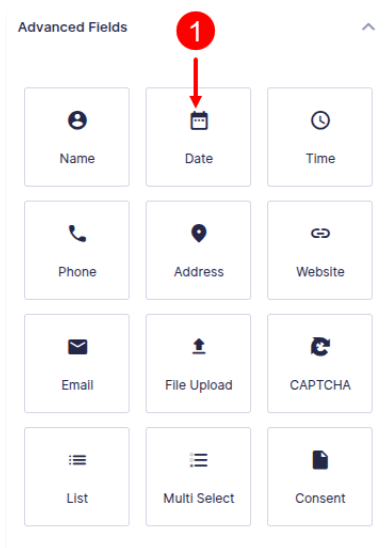 Advanced Fields
1
Name Date Time
Phone Address Website
Email File Upload CAPTCHA
List Multi Select Consent